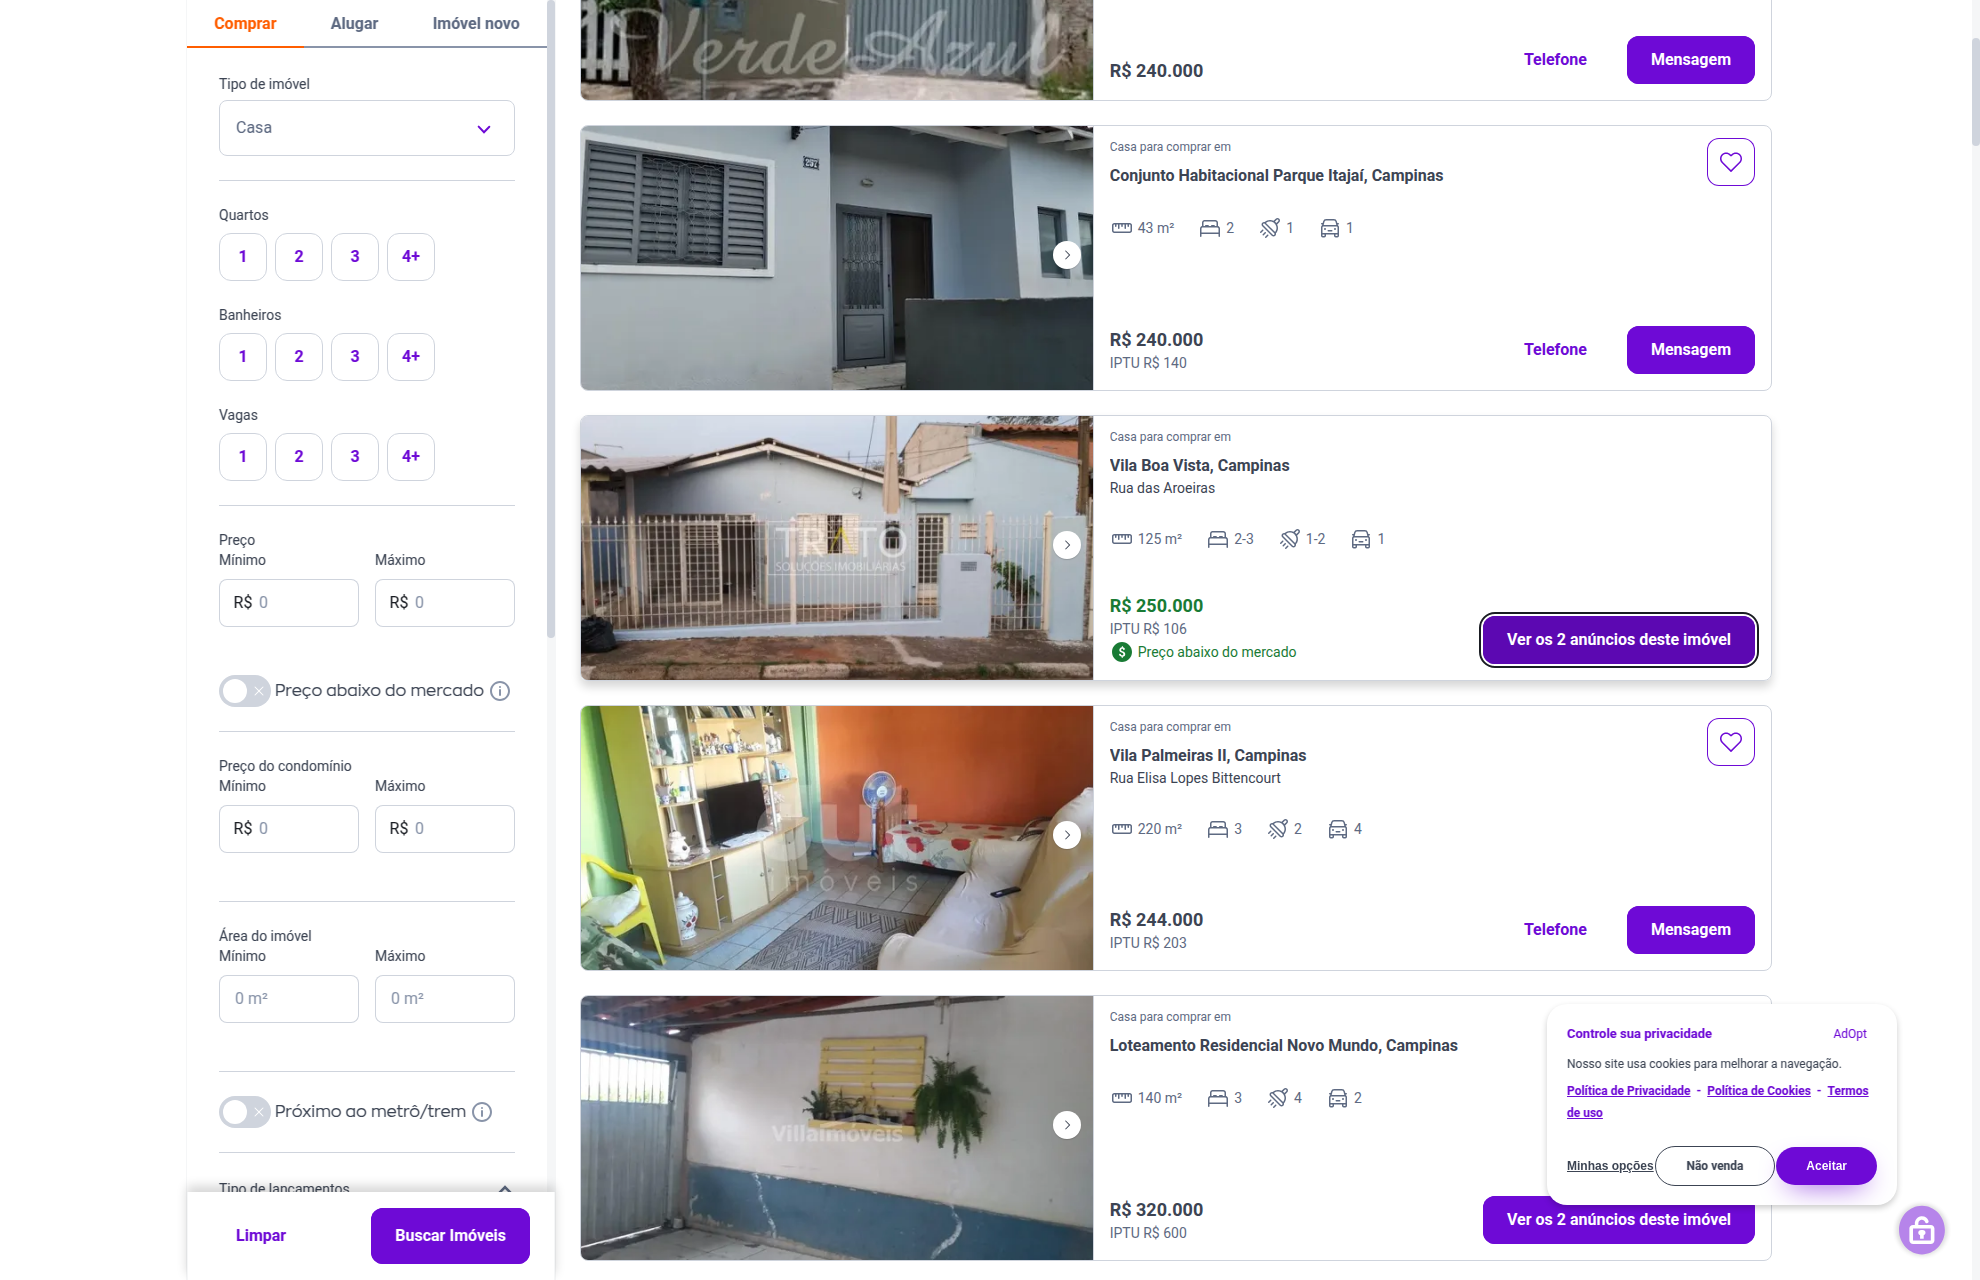 Comprar
Alugar
Imóvel novo
Tipo de imóvel
Casa
Quartos
1
2
3
4+
Banheiros
1
2
3
4+
Vagas
1
2
3
4+
Preço
Mínimo
Máximo
R$ 0
R$ 0
Preço abaixo do mercado
Preço do condomínio
Mínimo
Máximo
R$ 0
R$ 0
Área do imóvel
Mínimo
Máximo
0 m²
0 m²
Próximo ao metrô/trem
Tipo de lançamentos
Limpar
Buscar Imóveis
Verde Azul
R$ 240.000
Telefone
Mensagem
Casa para comprar em
Conjunto Habitacional Parque Itajaí, Campinas
43 m²
2
1
1
R$ 240.000
IPTU R$ 140
Telefone
Mensagem
TRATO
SOLUÇÕES IMOBILIÁRIAS
Casa para comprar em
Vila Boa Vista, Campinas
Rua das Aroeiras
125 m²
2-3
1-2
1
R$ 250.000
IPTU R$ 106
$ Preço abaixo do mercado
Ver os 2 anúncios deste imóvel
imóveis
Casa para comprar em
Vila Palmeiras II, Campinas
Rua Elisa Lopes Bittencourt
220 m²
3
2
4
R$ 244.000
IPTU R$ 203
Telefone
Mensagem
Villaimóveis
Casa para comprar em
Loteamento Residencial Novo Mundo, Campinas
140 m²
3
4
2
R$ 320.000
IPTU R$ 600
Ver os 2 anúncios deste imóvel
Controle sua privacidade
AdOpt
Nosso site usa cookies para melhorar a navegação.
Política de Privacidade - Política de Cookies - Termos
de uso
Minhas opções
Não venda
Aceitar